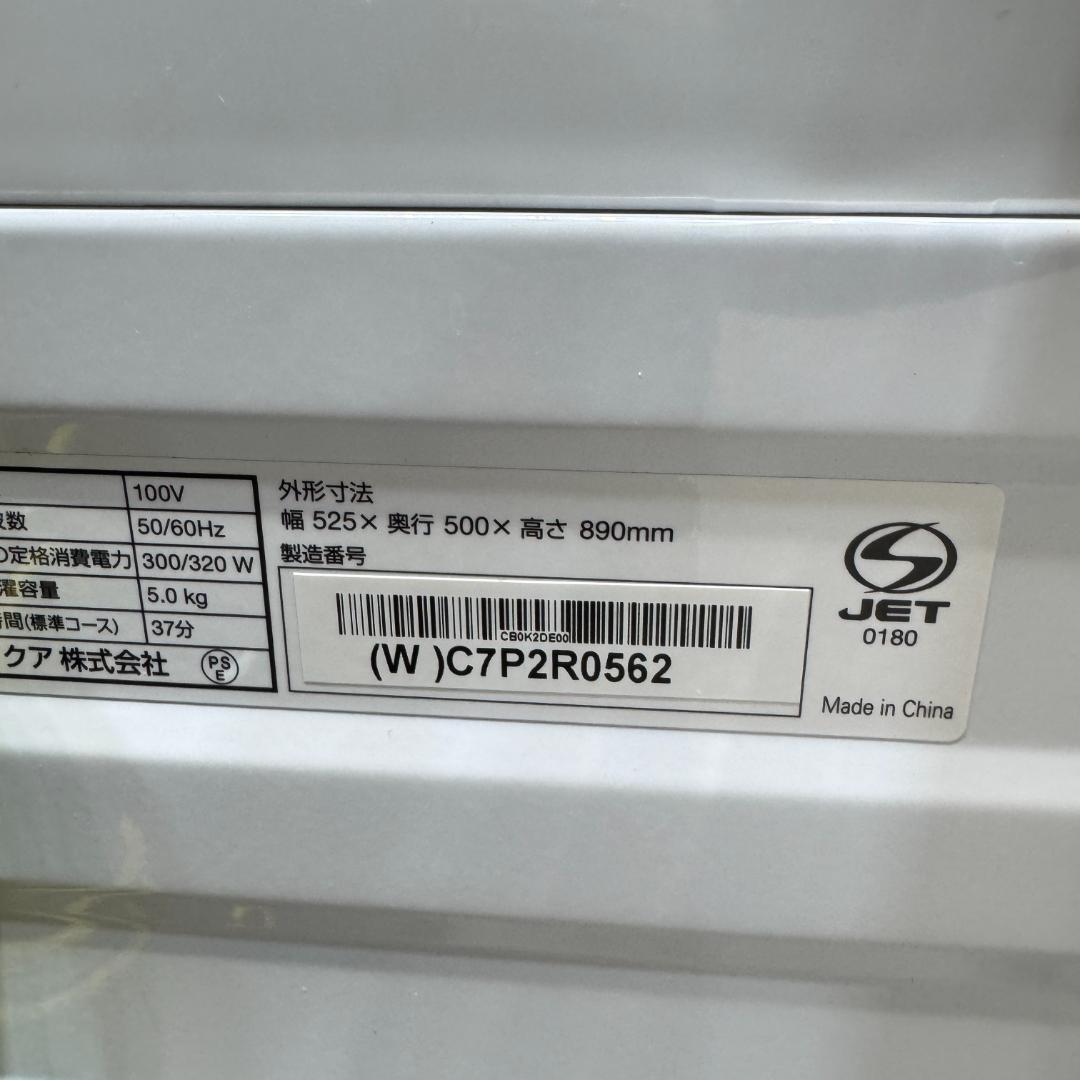 100V
数 50/60Hz
の定格消費電力 300/320 W
濯容量 5.0 kg
間(標準コース) 37分
クア 株式会社 PS E
外形寸法
幅 525× 奥行 500× 高さ 890mm
製造番号
CB0K2DE00
(W )C7P2R0562
JET
0180
Made in China